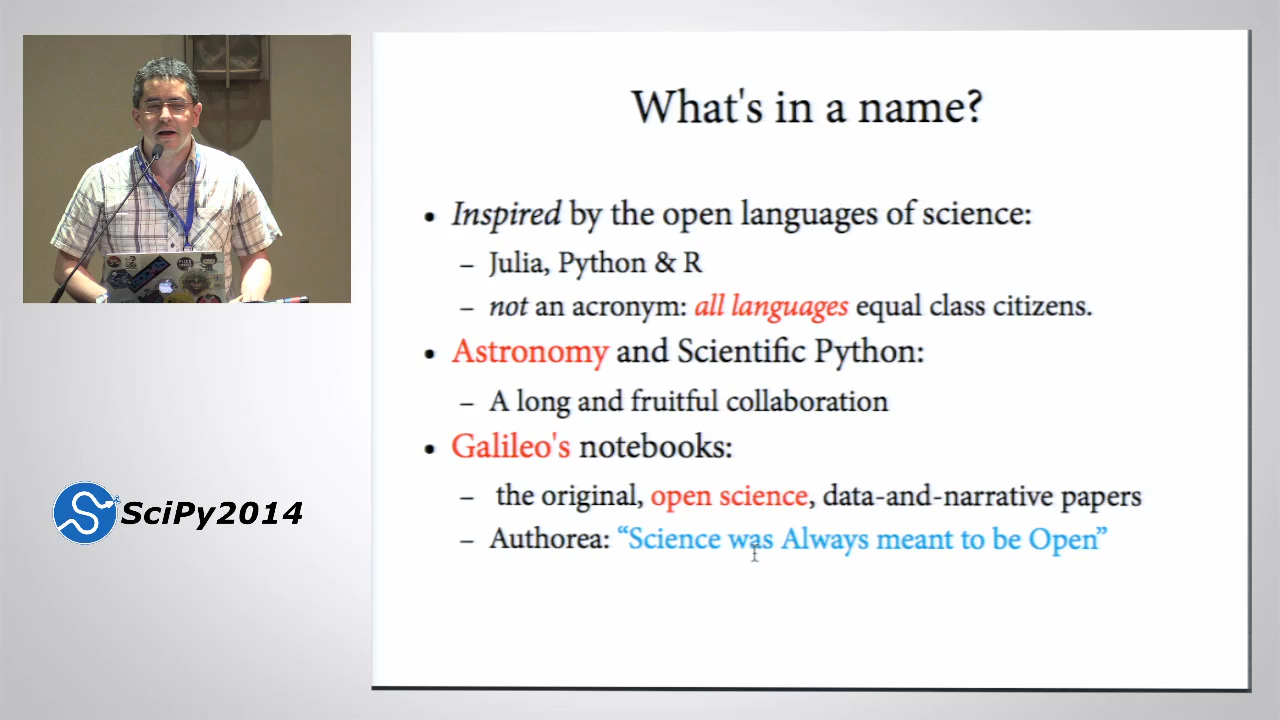 What's in a name?
• Inspired by the open languages of science:
– Julia, Python & R
– not an acronym: all languages equal class citizens.
• Astronomy and Scientific Python:
– A long and fruitful collaboration
• Galileo's notebooks:
– the original, open science, data-and-narrative papers
– Authorea: “Science was Always meant to be Open”
SciPy2014